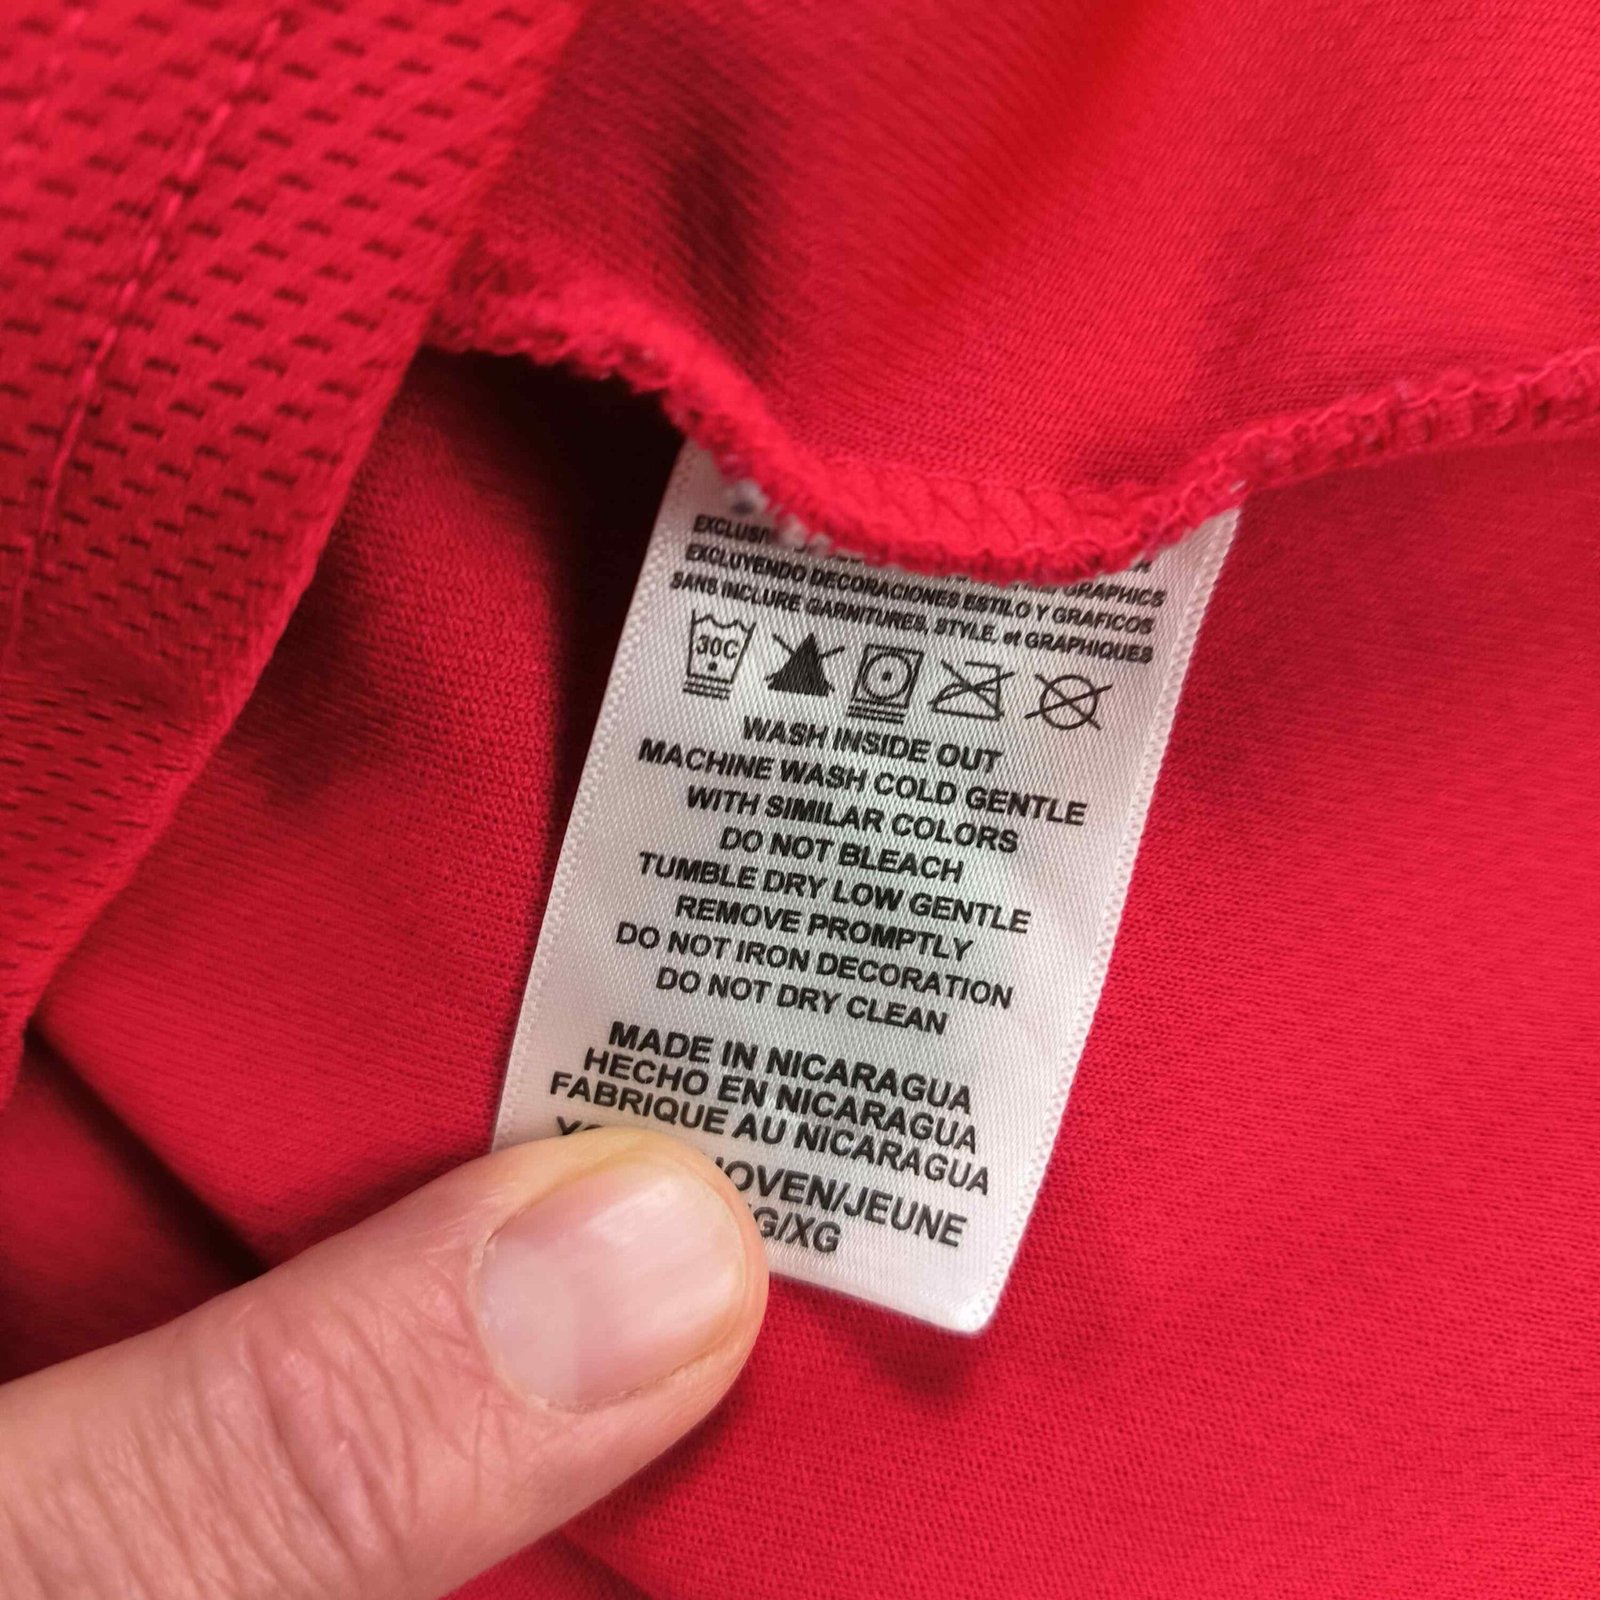 GRAPHICS
EXCLUYENDO DECORACIONES ESTILO Y GRAFICOS
SANS INCLURE GARNITURES, STYLE, et GRAPHIQUES
30C
WASH INSIDE OUT
MACHINE WASH COLD GENTLE
WITH SIMILAR COLORS
DO NOT BLEACH
TUMBLE DRY LOW GENTLE
REMOVE PROMPTLY
DO NOT IRON DECORATION
DO NOT DRY CLEAN
MADE IN NICARAGUA
HECHO EN NICARAGUA
FABRIQUE AU NICARAGUA
JOVEN/JEUNE
G/XG